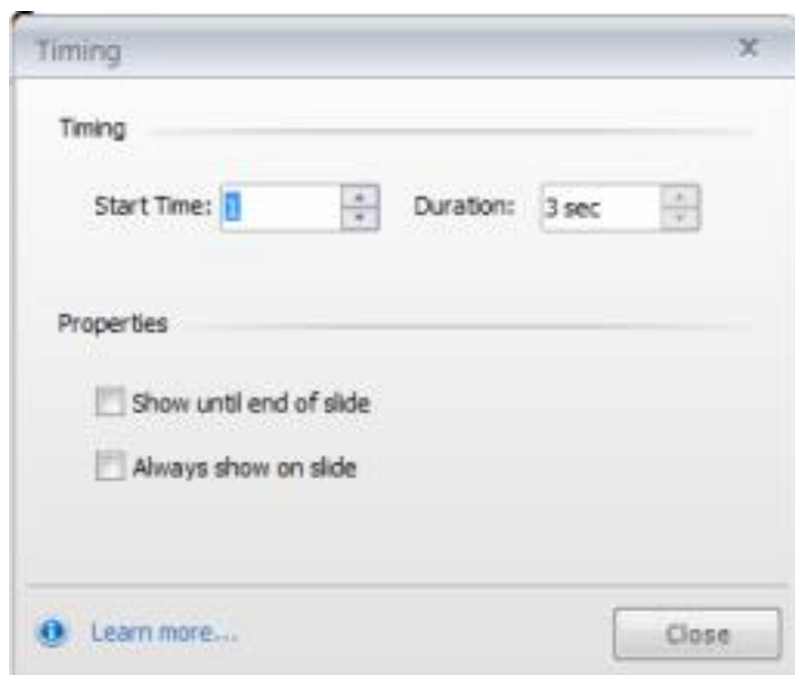 Timing
Timing
Start Time: 1 Duration: 3 sec
Properties
Show until end of slide
Always show on slide
Learn more... Close